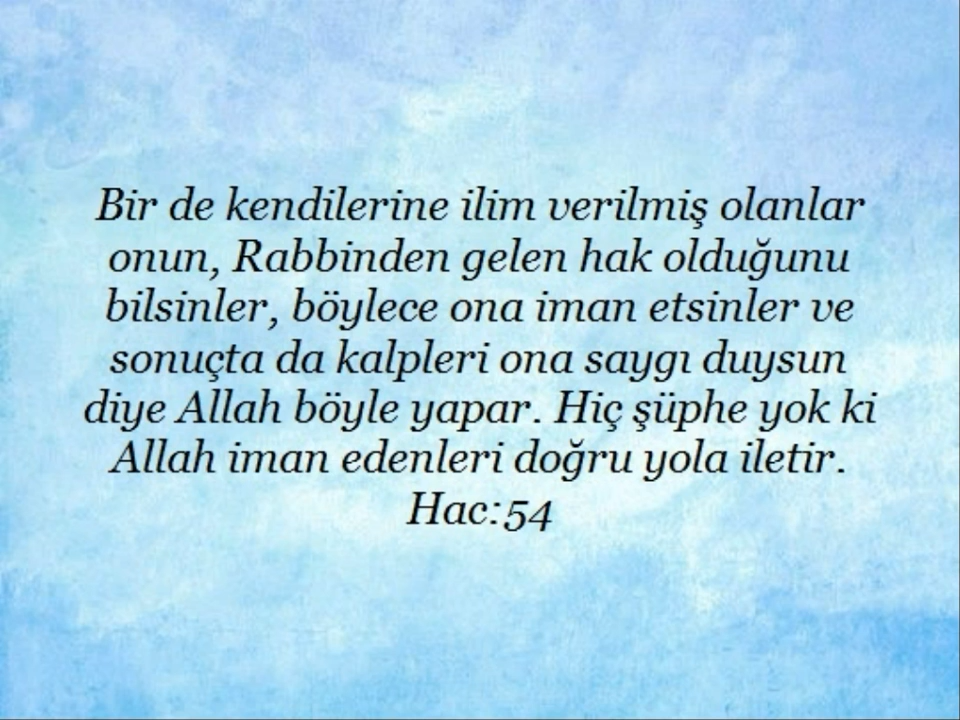 Bir de kendilerine ilim verilmiş olanlar
onun, Rabbinden gelen hak olduğunu
bilsinler, böylece ona iman etsinler ve
sonuçta da kalpleri ona saygı duysun
diye Allah böyle yapar. Hiç şüphe yok ki
Allah iman edenleri doğru yola iletir.
Hac:54